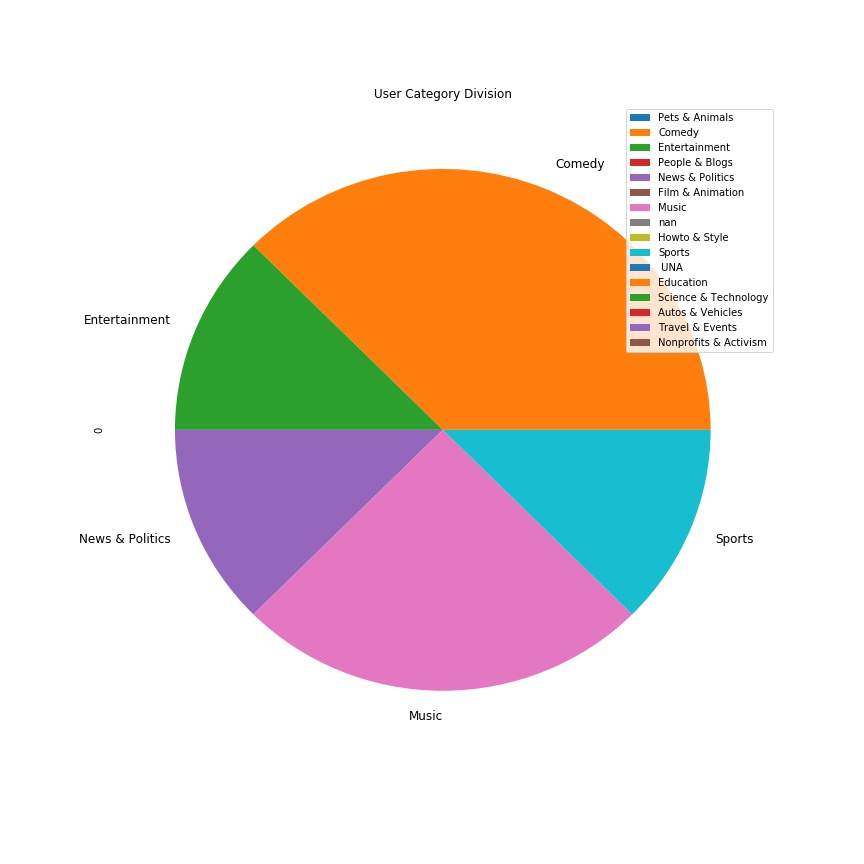 User Category Division
Pets & Animals
Comedy
Entertainment
People & Blogs
News & Politics
Film & Animation
Music
nan
Howto & Style
Sports
UNA
Education
Science & Technology
Autos & Vehicles
Travel & Events
Nonprofits & Activism
Comedy
Entertainment
0
News & Politics
Sports
Music